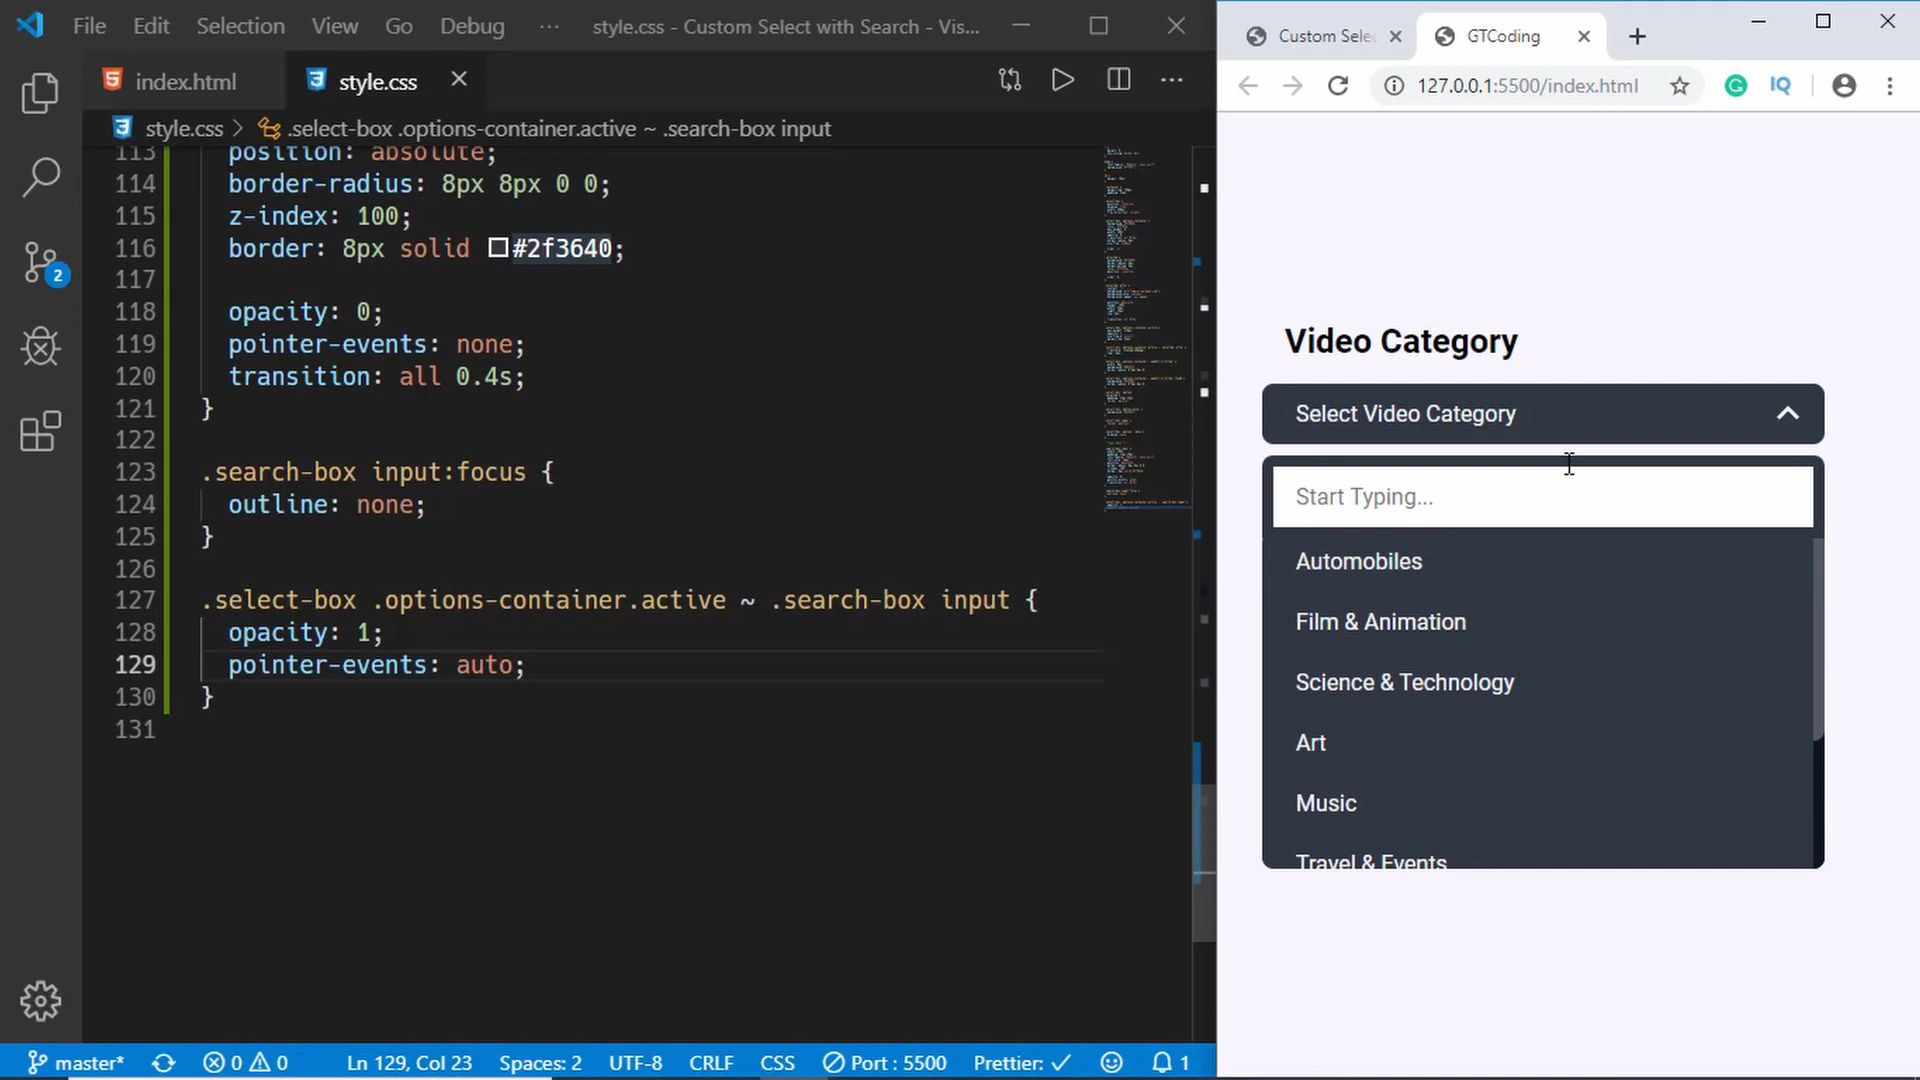 File Edit Selection View Go Debug ··· style.css - Custom Select with Search - Vis...
index.html style.css
style.css > .select-box .options-container.active ~ .search-box input
113 position: absolute;
114 border-radius: 8px 8px 0 0;
115 z-index: 100;
116 border: 8px solid #2f3640;
117
118 opacity: 0;
119 pointer-events: none;
120 transition: all 0.4s;
121 }
122
123 .search-box input:focus {
124 outline: none;
125 }
126
127 .select-box .options-container.active ~ .search-box input {
128 opacity: 1;
129 pointer-events: auto;
130 }
131
2
master* 0 0 Ln 129, Col 23 Spaces: 2 UTF-8 CRLF CSS Port : 5500 Prettier: ✓ 1
Custom Selec GTCoding
127.0.0.1:5500/index.html IQ
Video Category
Select Video Category
Start Typing...
Automobiles
Film & Animation
Science & Technology
Art
Music
Travel & Events